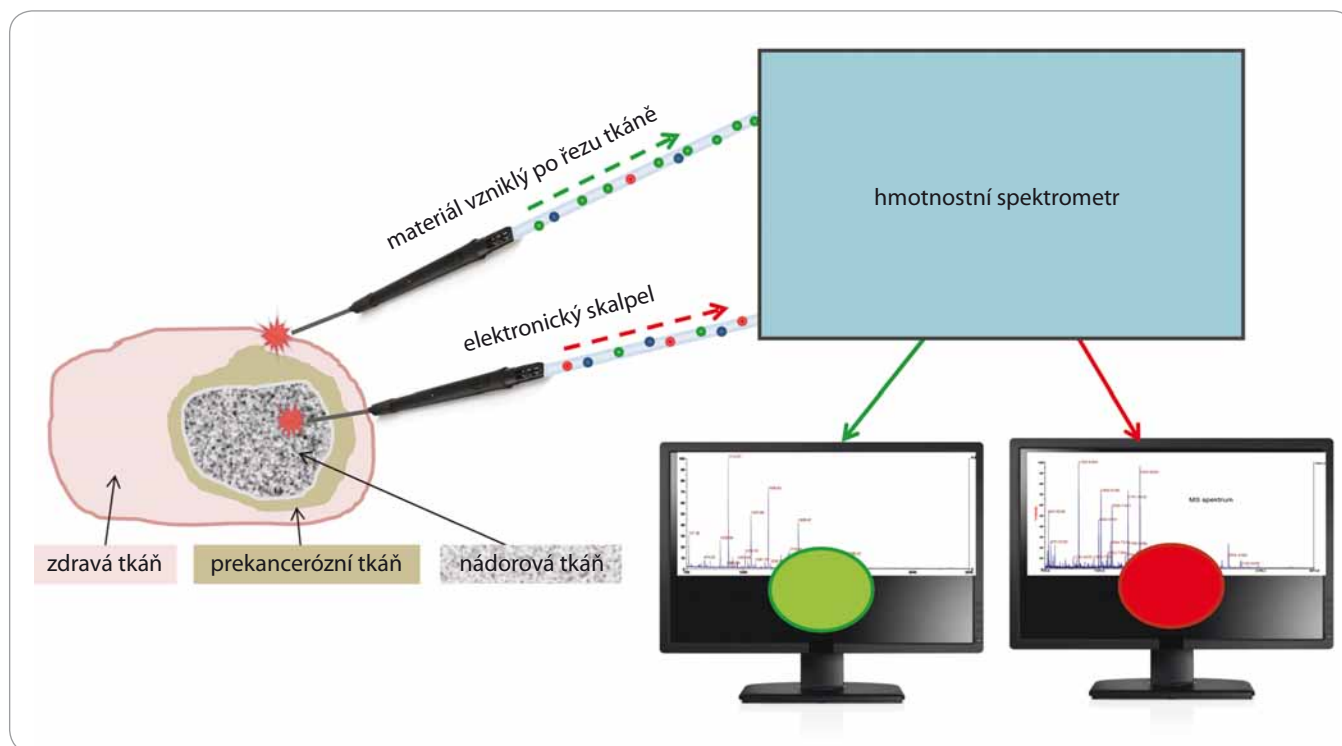 materiál vzniklý po řezu tkáně
hmotnostní spektrometr
elektronický skalpel
zdravá tkáň
prekancerózní tkáň
nádorová tkáň
MS spektrum